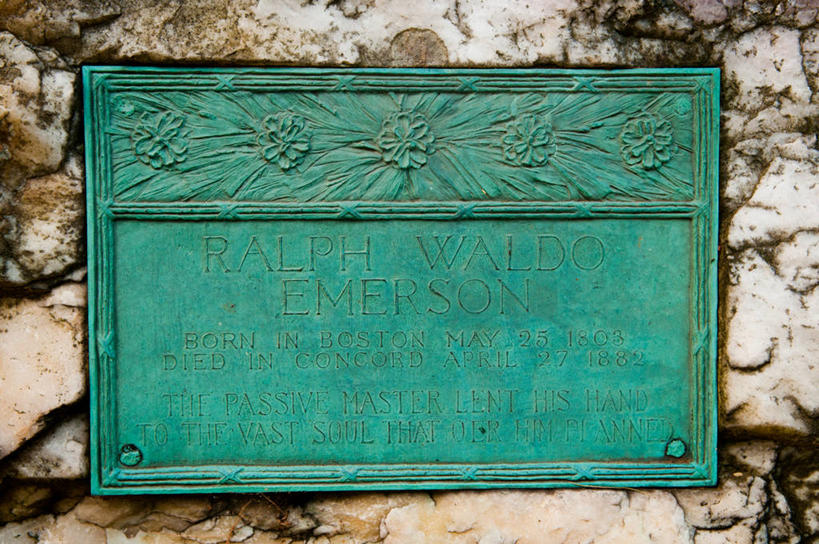 RALPH WALDO
EMERSON
BORN IN BOSTON MAY 25 1803
DIED IN CONCORD APRIL 27 1882
THE PASSIVE MASTER LENT HIS HAND
TO THE VAST SOUL THAT O'ER HIM PLANNED